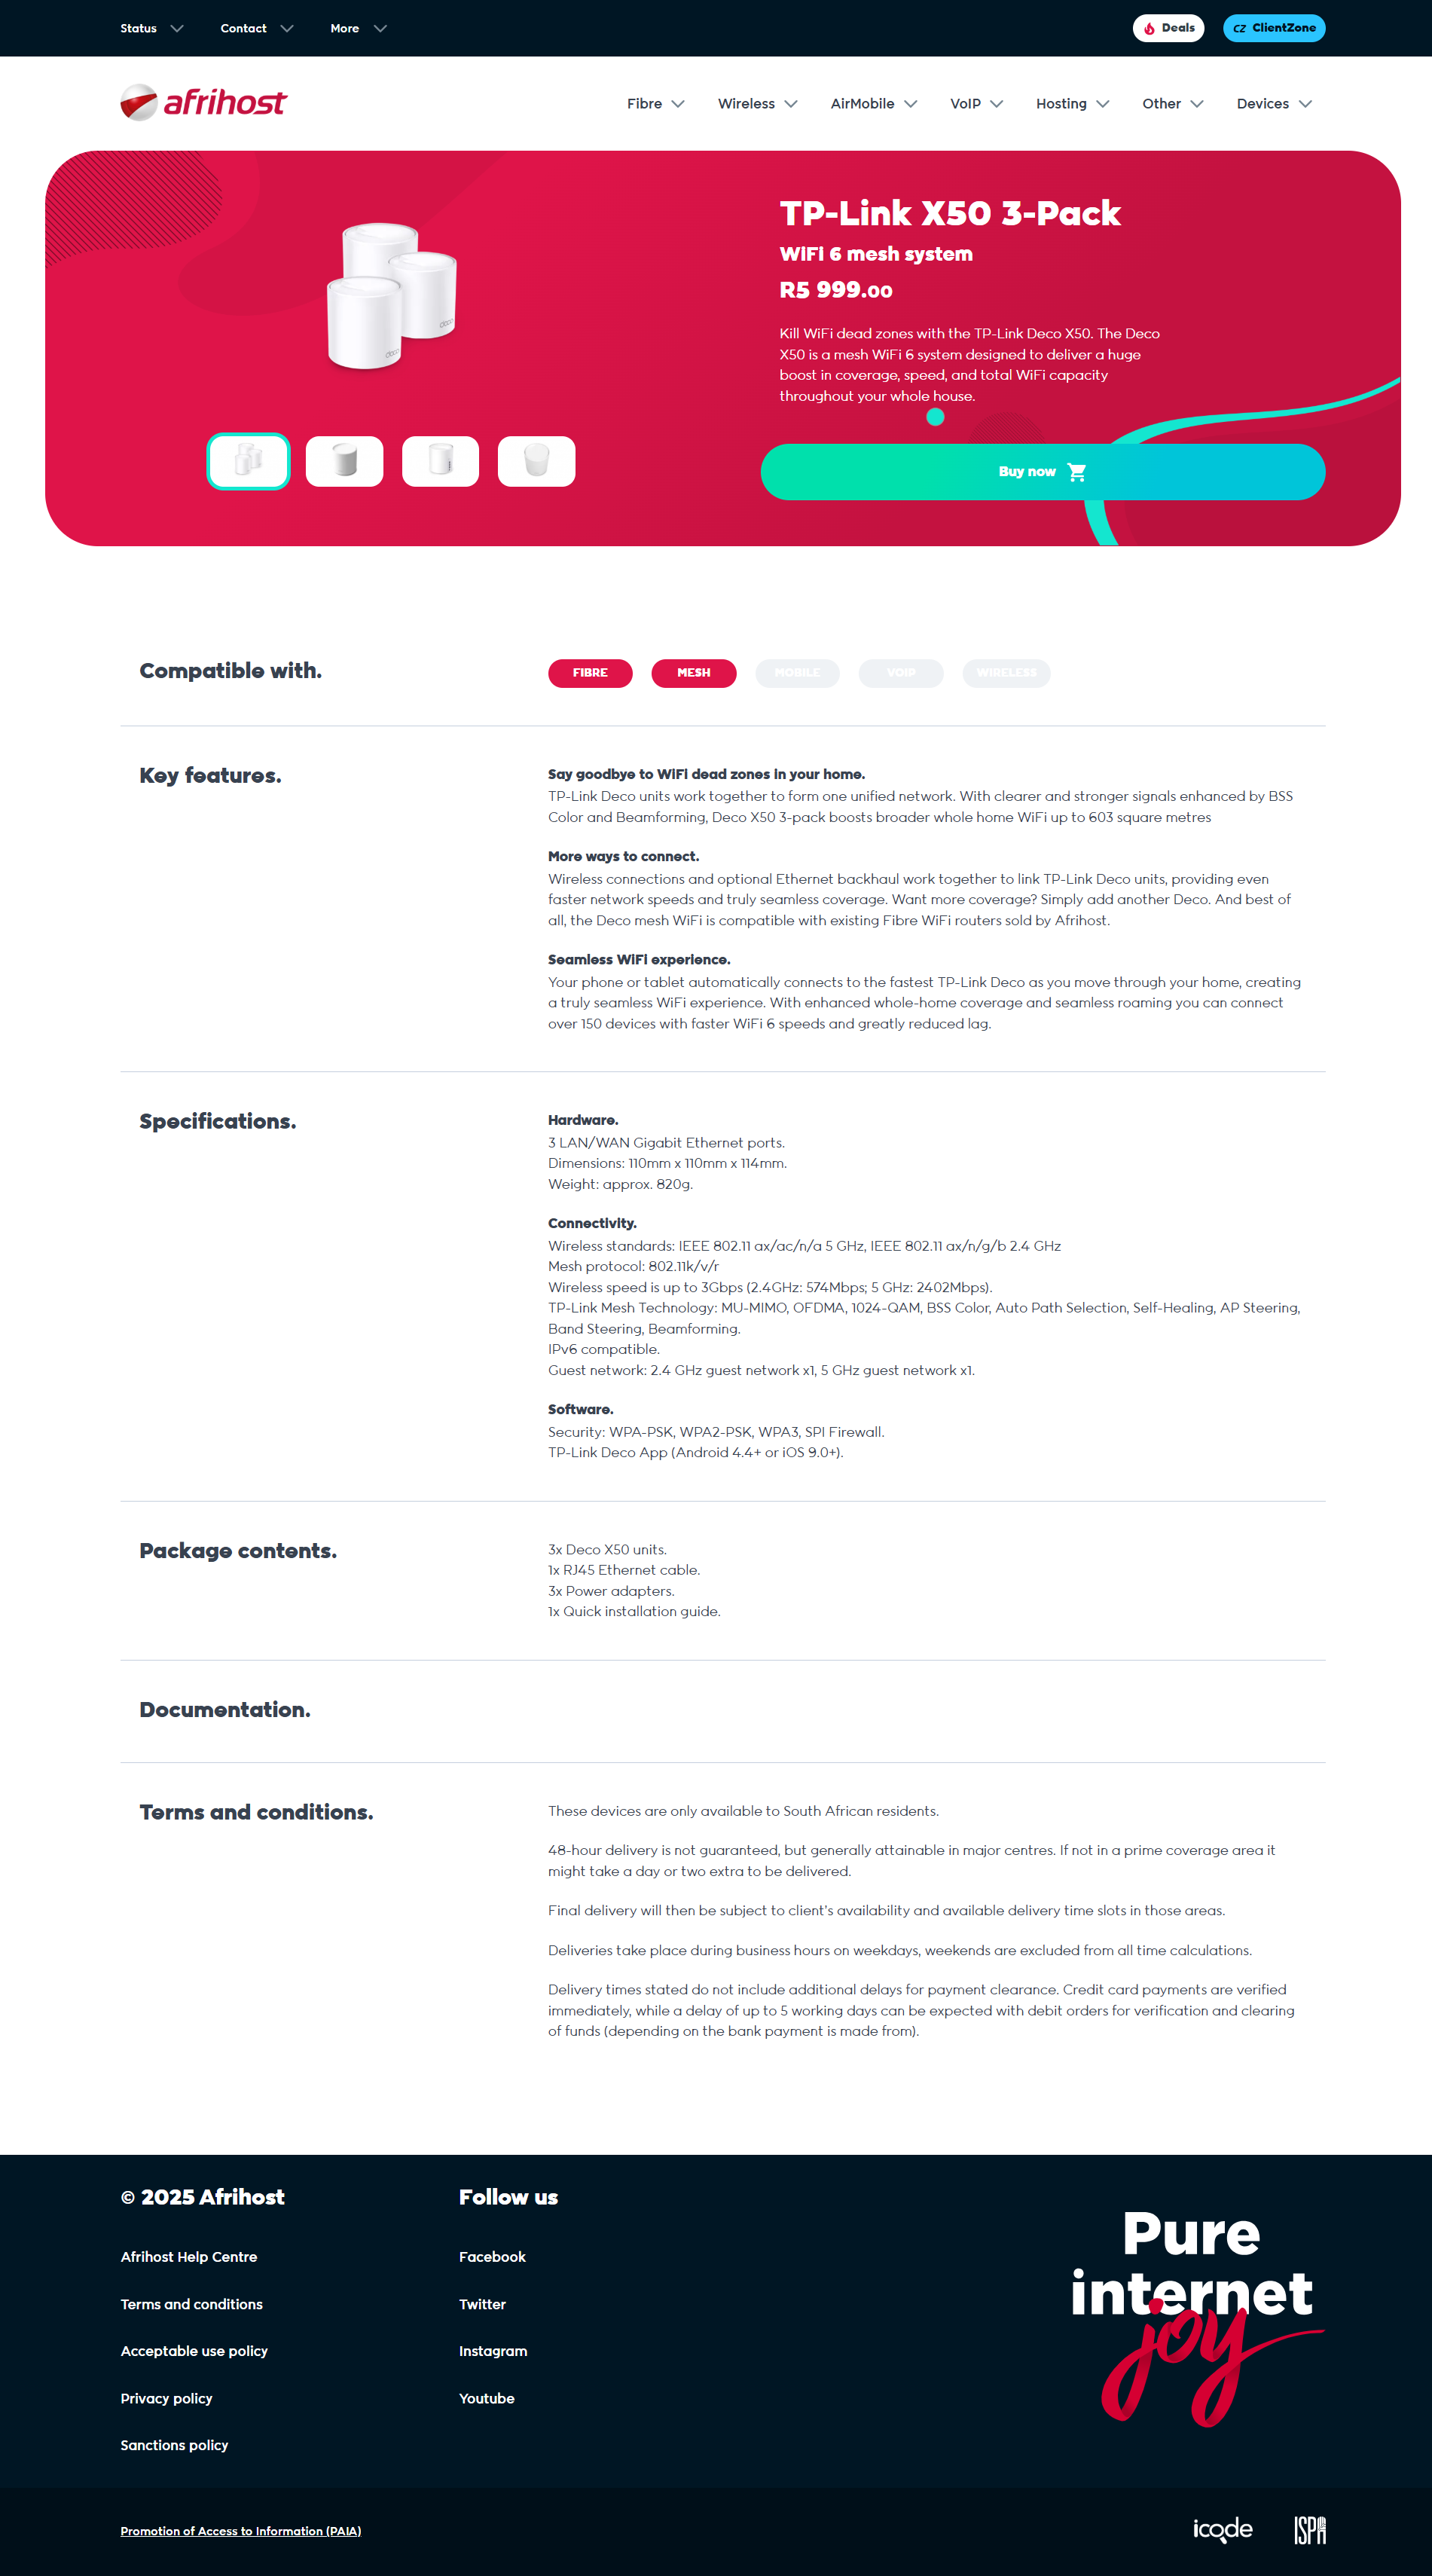 Status
Contact
More
Deals
CZ ClientZone
afrihost
Fibre
Wireless
AirMobile
VoIP
Hosting
Other
Devices
TP-Link X50 3-Pack
WiFi 6 mesh system
R5 999.00
Kill WiFi dead zones with the TP-Link Deco X50. The Deco
X50 is a mesh WiFi 6 system designed to deliver a huge
boost in coverage, speed, and total WiFi capacity
throughout your whole house.
deco
deco
Buy now
Compatible with.
FIBRE
MESH
MOBILE
VOIP
WIRELESS
Key features.
Say goodbye to WiFi dead zones in your home.
TP-Link Deco units work together to form one unified network. With clearer and stronger signals enhanced by BSS
Color and Beamforming, Deco X50 3-pack boosts broader whole home WiFi up to 603 square metres
More ways to connect.
Wireless connections and optional Ethernet backhaul work together to link TP-Link Deco units, providing even
faster network speeds and truly seamless coverage. Want more coverage? Simply add another Deco. And best of
all, the Deco mesh WiFi is compatible with existing Fibre WiFi routers sold by Afrihost.
Seamless WiFi experience.
Your phone or tablet automatically connects to the fastest TP-Link Deco as you move through your home, creating
a truly seamless WiFi experience. With enhanced whole-home coverage and seamless roaming you can connect
over 150 devices with faster WiFi 6 speeds and greatly reduced lag.
Specifications.
Hardware.
3 LAN/WAN Gigabit Ethernet ports.
Dimensions: 110mm x 110mm x 114mm.
Weight: approx. 820g.
Connectivity.
Wireless standards: IEEE 802.11 ax/ac/n/a 5 GHz, IEEE 802.11 ax/n/g/b 2.4 GHz
Mesh protocol: 802.11k/v/r
Wireless speed is up to 3Gbps (2.4GHz: 574Mbps; 5 GHz: 2402Mbps).
TP-Link Mesh Technology: MU-MIMO, OFDMA, 1024-QAM, BSS Color, Auto Path Selection, Self-Healing, AP Steering,
Band Steering, Beamforming.
IPv6 compatible.
Guest network: 2.4 GHz guest network x1, 5 GHz guest network x1.
Software.
Security: WPA-PSK, WPA2-PSK, WPA3, SPI Firewall.
TP-Link Deco App (Android 4.4+ or iOS 9.0+).
Package contents.
3x Deco X50 units.
1x RJ45 Ethernet cable.
3x Power adapters.
1x Quick installation guide.
Documentation.
Terms and conditions.
These devices are only available to South African residents.
48-hour delivery is not guaranteed, but generally attainable in major centres. If not in a prime coverage area it
might take a day or two extra to be delivered.
Final delivery will then be subject to client's availability and available delivery time slots in those areas.
Deliveries take place during business hours on weekdays, weekends are excluded from all time calculations.
Delivery times stated do not include additional delays for payment clearance. Credit card payments are verified
immediately, while a delay of up to 5 working days can be expected with debit orders for verification and clearing
of funds (depending on the bank payment is made from).
© 2025 Afrihost
Afrihost Help Centre
Terms and conditions
Acceptable use policy
Privacy policy
Sanctions policy
Follow us
Facebook
Twitter
Instagram
Youtube
Pure
internet
joy
Promotion of Access to Information (PAIA)
icode
ISPA